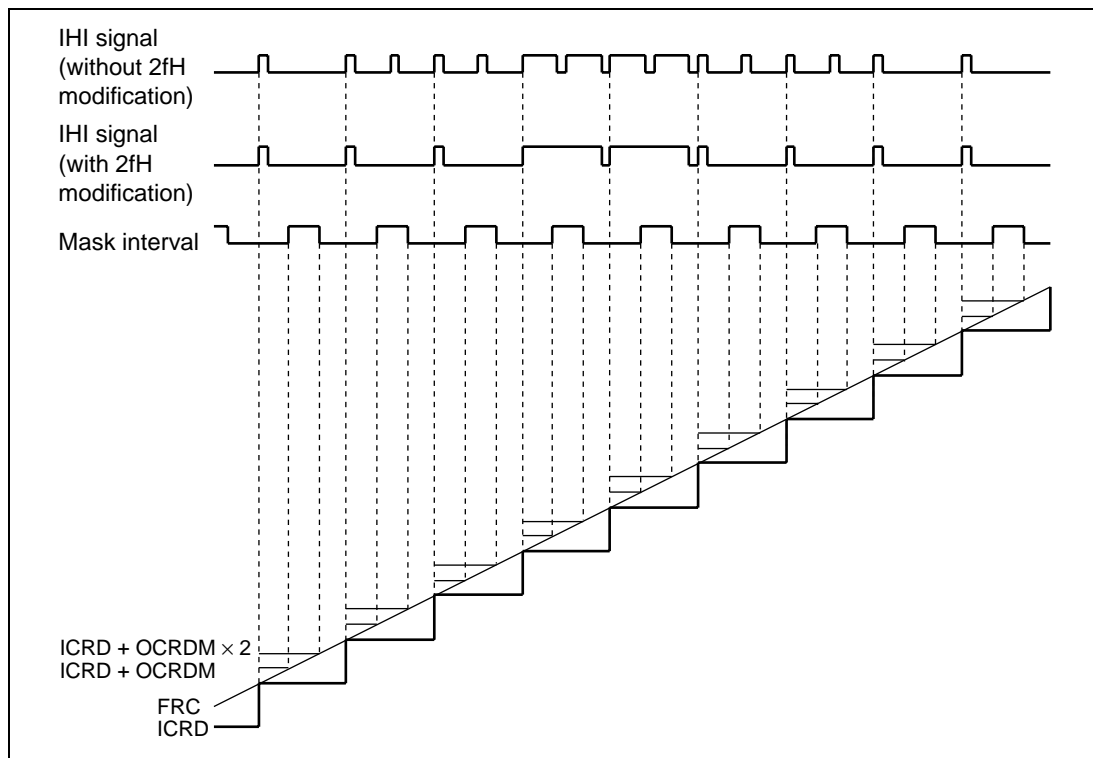 IHI signal
(without 2fH
modification)
IHI signal
(with 2fH
modification)
Mask interval
ICRD + OCRDM × 2
ICRD + OCRDM
FRC
ICRD